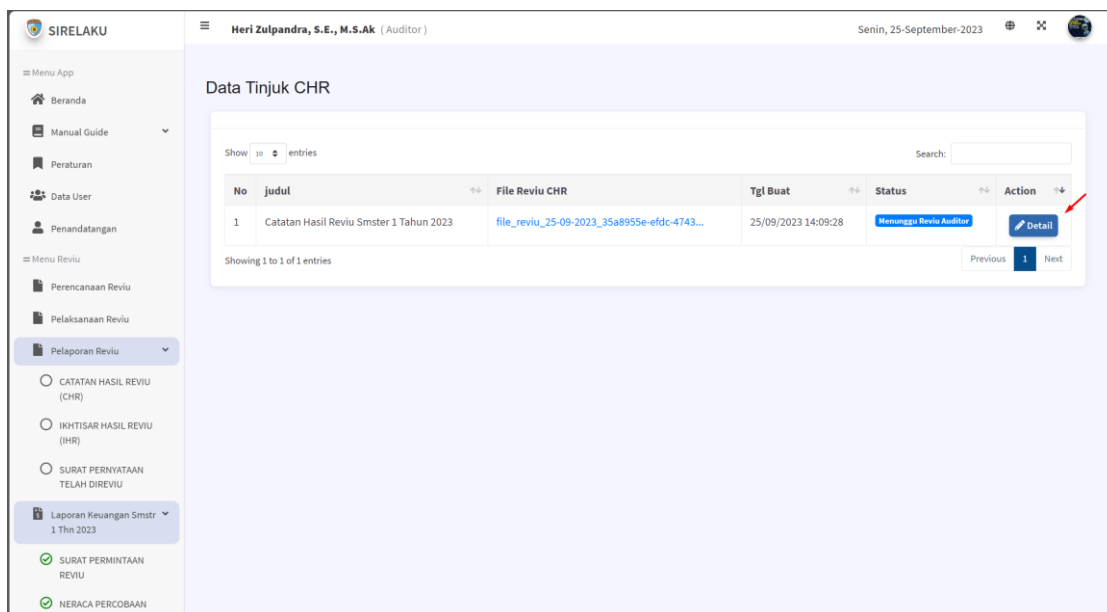 SIRELAKU
Heri Zulpandra, S.E., M.S.Ak ( Auditor )
Senin, 25-September-2023
Menu App
Beranda
Manual Guide
Peraturan
Data User
Penandatangan
Menu Reviu
Perencanaan Reviu
Pelaksanaan Reviu
Pelaporan Reviu
CATATAN HASIL REVIU
(CHR)
IKHTISAR HASIL REVIU
(IHR)
SURAT PERNYATAAN
TELAH DIREVIU
Laporan Keuangan Smstr
1 Thn 2023
SURAT PERMINTAAN
REVIU
NERACA PERCOBAAN
Data Tinjuk CHR
Show 10 entries
Search:
No judul File Reviu CHR Tgl Buat Status Action
1 Catatan Hasil Reviu Smster 1 Tahun 2023 file_reviu_25-09-2023_35a8955e-efdc-4743... 25/09/2023 14:09:28 Menunggu Reviu Auditor Detail
Showing 1 to 1 of 1 entries
Previous 1 Next